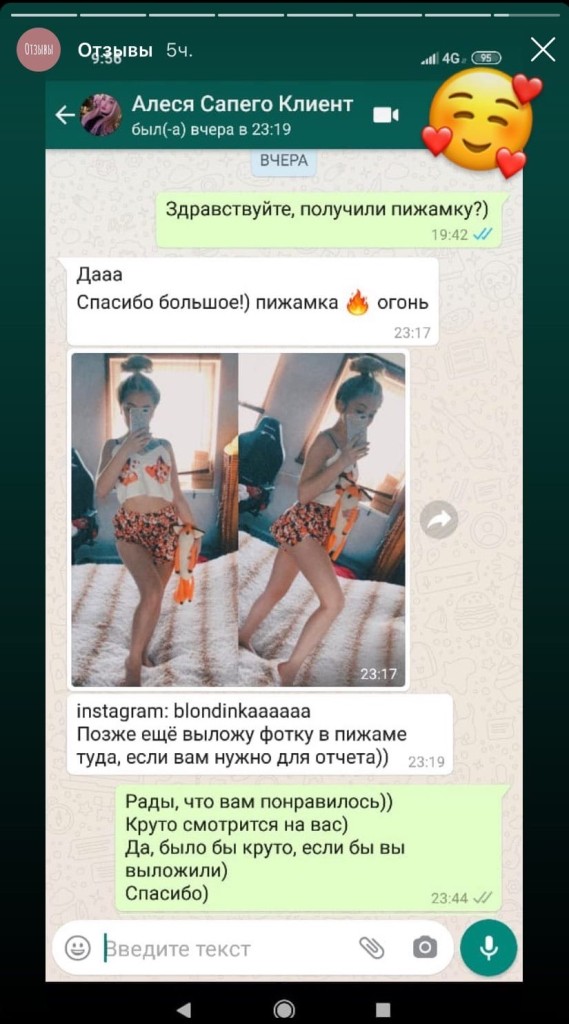 отзывы
Отзывы 5ч.
9:56
4G 95
Алеся Сапего Клиент
был(-а) вчера в 23:19
ВЧЕРА
Здравствуйте, получили пижамку?)
19:42
Дааа
Спасибо большое!) пижамка 🔥 огонь
23:17
23:17
instagram: blondinkaaaaaa
Позже ещё выложу фотку в пижаме
туда, если вам нужно для отчета))
23:19
Рады, что вам понравилось))
Круто смотрится на вас)
Да, было бы круто, если бы вы
выложили)
Спасибо)
23:44
Введите текст